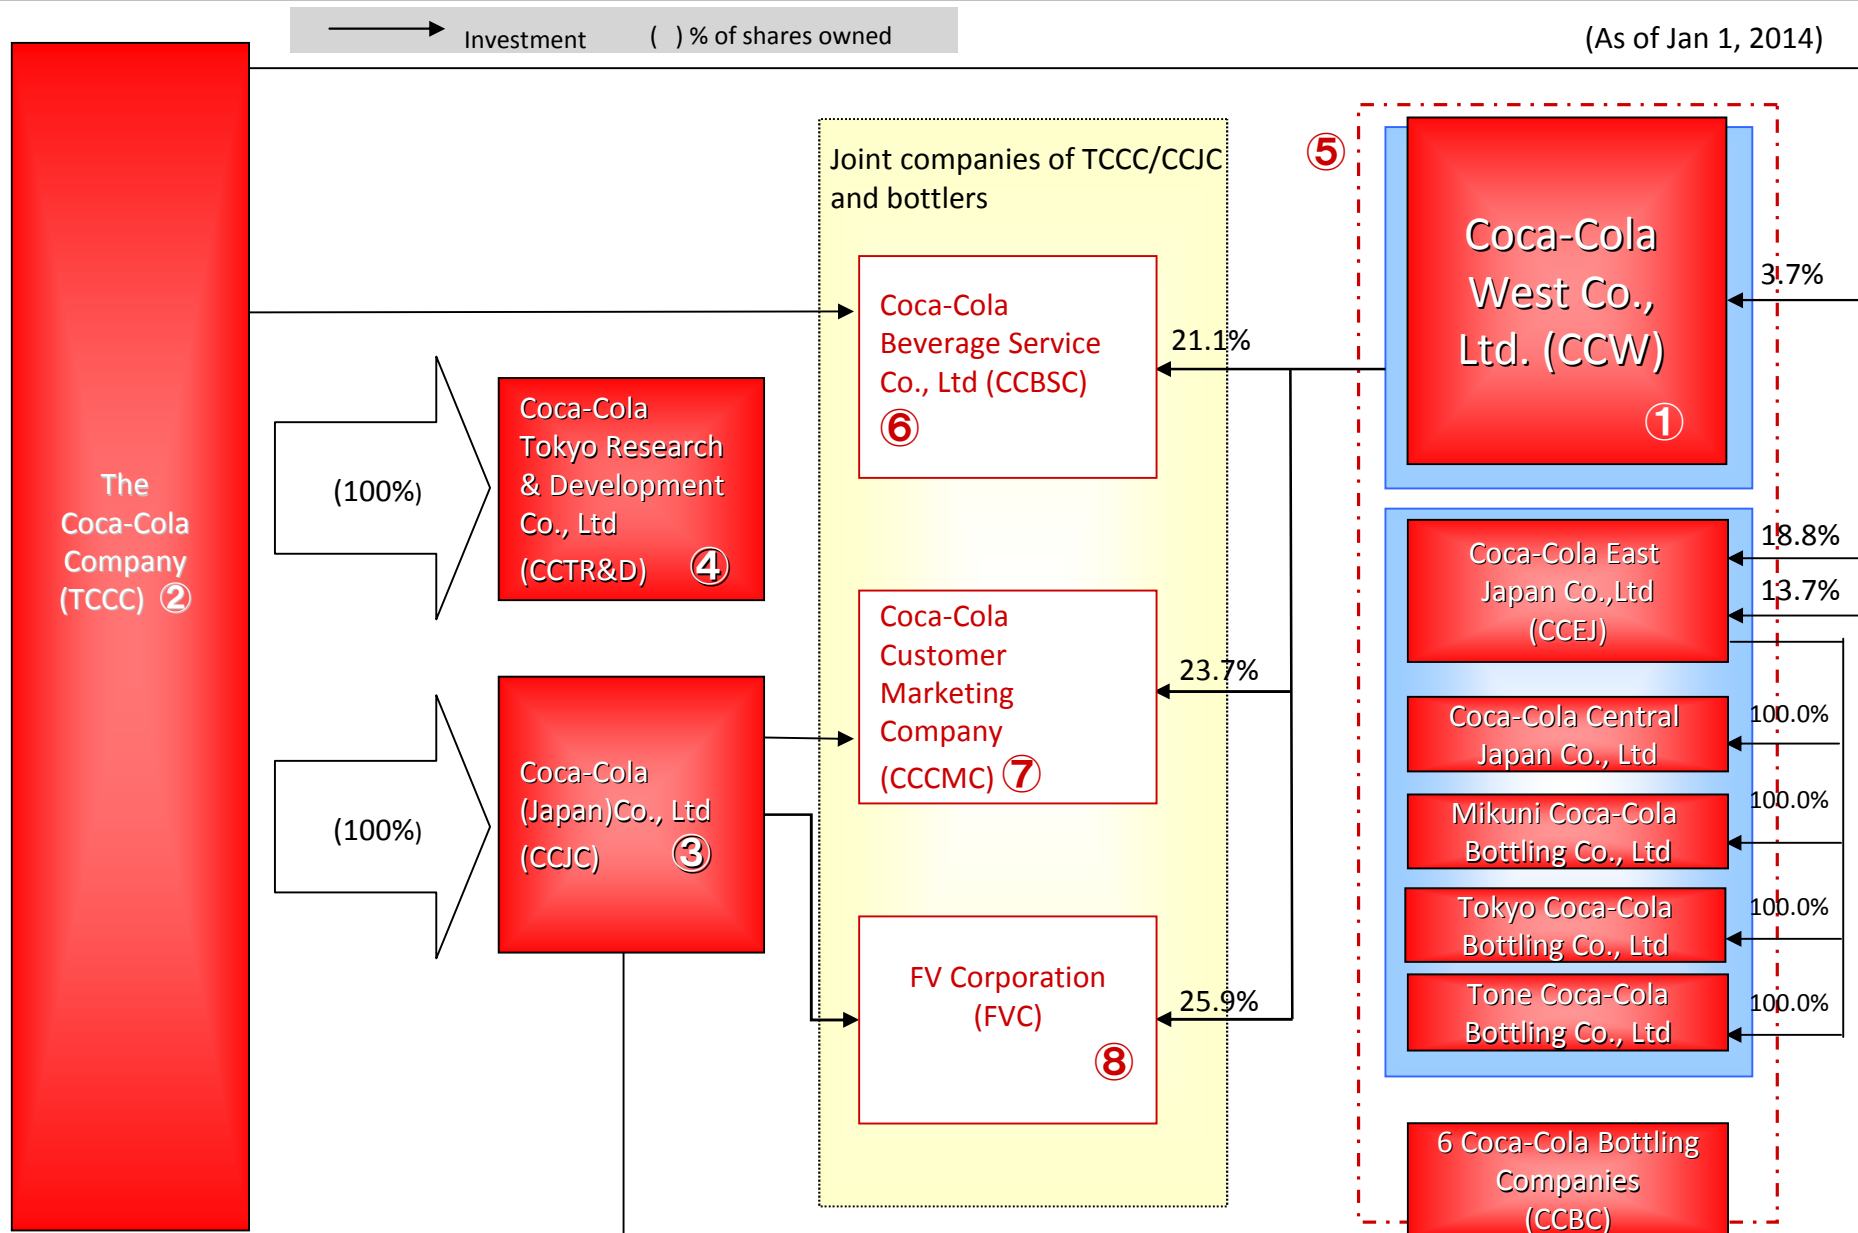 Investment ( ) % of shares owned
(As of Jan 1, 2014)
The
Coca-Cola
Company
(TCCC) ②
(100%)
Coca-Cola
Tokyo Research
& Development
Co., Ltd
(CCTR&D) ④
(100%)
Coca-Cola
(Japan)Co., Ltd
(CCJC) ③
Joint companies of TCCC/CCJC
and bottlers
Coca-Cola
Beverage Service
Co., Ltd (CCBSC)
⑥
21.1%
Coca-Cola
Customer
Marketing
Company
(CCCMC) ⑦
23.7%
FV Corporation
(FVC)
⑧
25.9%
⑤
Coca-Cola
West Co.,
Ltd. (CCW)
①
3.7%
Coca-Cola East
Japan Co.,Ltd
(CCEJ)
18.8%
13.7%
Coca-Cola Central
Japan Co., Ltd
100.0%
Mikuni Coca-Cola
Bottling Co., Ltd
100.0%
Tokyo Coca-Cola
Bottling Co., Ltd
100.0%
Tone Coca-Cola
Bottling Co., Ltd
100.0%
6 Coca-Cola Bottling
Companies
(CCBC)